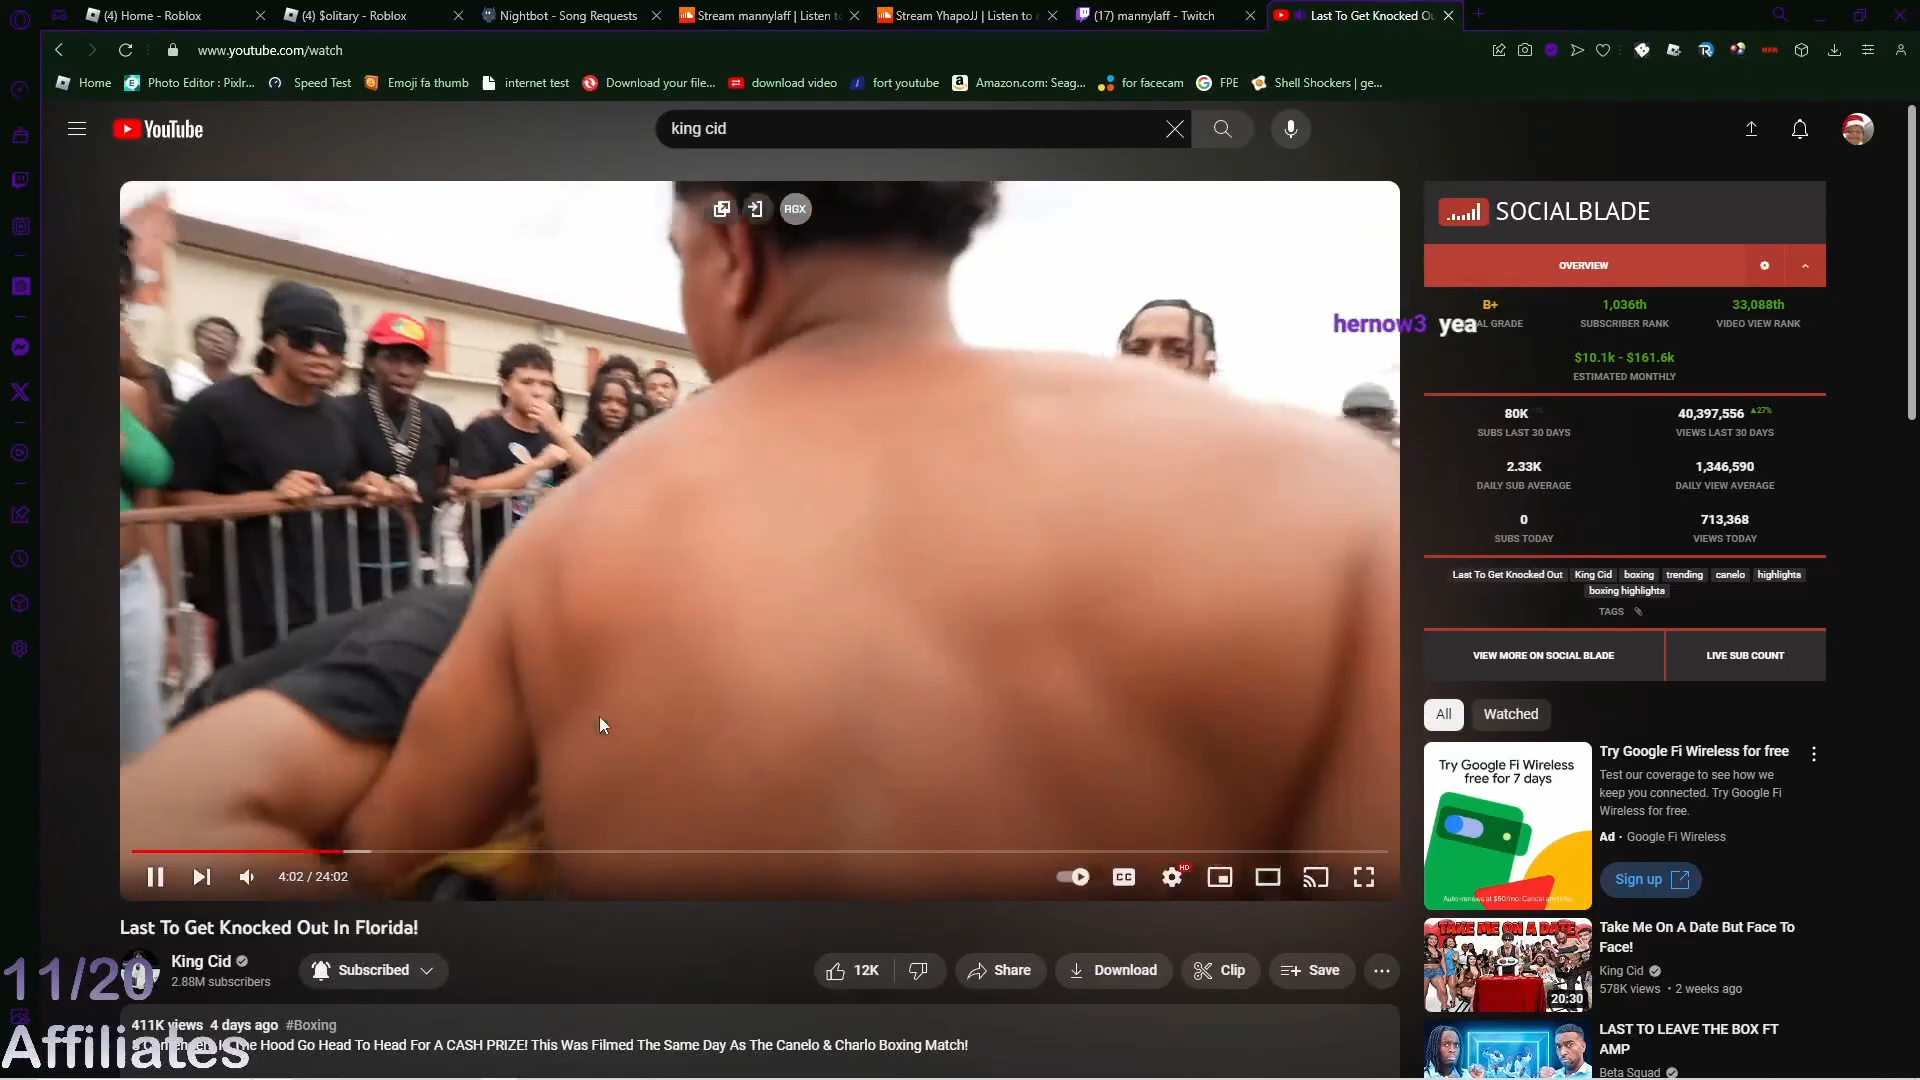 (4) Home - Roblox
(4) $olitary - Roblox
Nightbot - Song Requests
Stream mannylaff | Listen t
Stream YhapoJJ | Listen to
(17) mannylaff - Twitch
Last To Get Knocked Ou
www.youtube.com/watch
Home
Photo Editor : Pixlr...
Speed Test
Emoji fa thumb
internet test
Download your file...
download video
fort youtube
Amazon.com: Seag...
for facecam
FPE
Shell Shockers | ge...
YouTube
king cid
AGX
SOCIALBLADE
OVERVIEW
B+
1,036th
33,088th
AL GRADE
SUBSCRIBER RANK
VIDEO VIEW RANK
hernow3 yea
$10.1k - $161.6k
ESTIMATED MONTHLY
80K
40,397,556 ▲27%
SUBS LAST 30 DAYS
VIEWS LAST 30 DAYS
2.33K
1,346,590
DAILY SUB AVERAGE
DAILY VIEW AVERAGE
0
713,368
SUBS TODAY
VIEWS TODAY
Last To Get Knocked Out King Cid boxing trending canelo highlights
boxing highlights
TAGS
VIEW MORE ON SOCIAL BLADE
LIVE SUB COUNT
All
Watched
Try Google Fi Wireless
free for 7 days
Try Google Fi Wireless for free
Test our coverage to see how we
keep you connected. Try Google Fi
Wireless for free.
Ad · Google Fi Wireless
Sign up
4:02 / 24:02
CC
HD
Last To Get Knocked Out In Florida!
King Cid
2.88M subscribers
Subscribed
12K
Share
Download
Clip
Save
TAKE ME ON A DATE
20:30
Take Me On A Date But Face To
Face!
King Cid
578K views • 2 weeks ago
LAST TO LEAVE THE BOX FT
AMP
Beta Squad
11/20
Affiliates
411K views 4 days ago #Boxing
The Hood Go Head To Head For A CASH PRIZE! This Was Filmed The Same Day As The Canelo & Charlo Boxing Match!